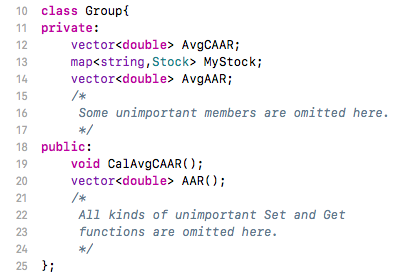 10 class Group{
11 private:
12     vector<double> AvgCAAR;
13     map<string,Stock> MyStock;
14     vector<double> AvgAAR;
15     /*
16      Some unimportant members are omitted here.
17      */
18 public:
19     void CalAvgCAAR();
20     vector<double> AAR();
21     /*
22      All kinds of unimportant Set and Get
23      functions are omitted here.
24      */
25 };